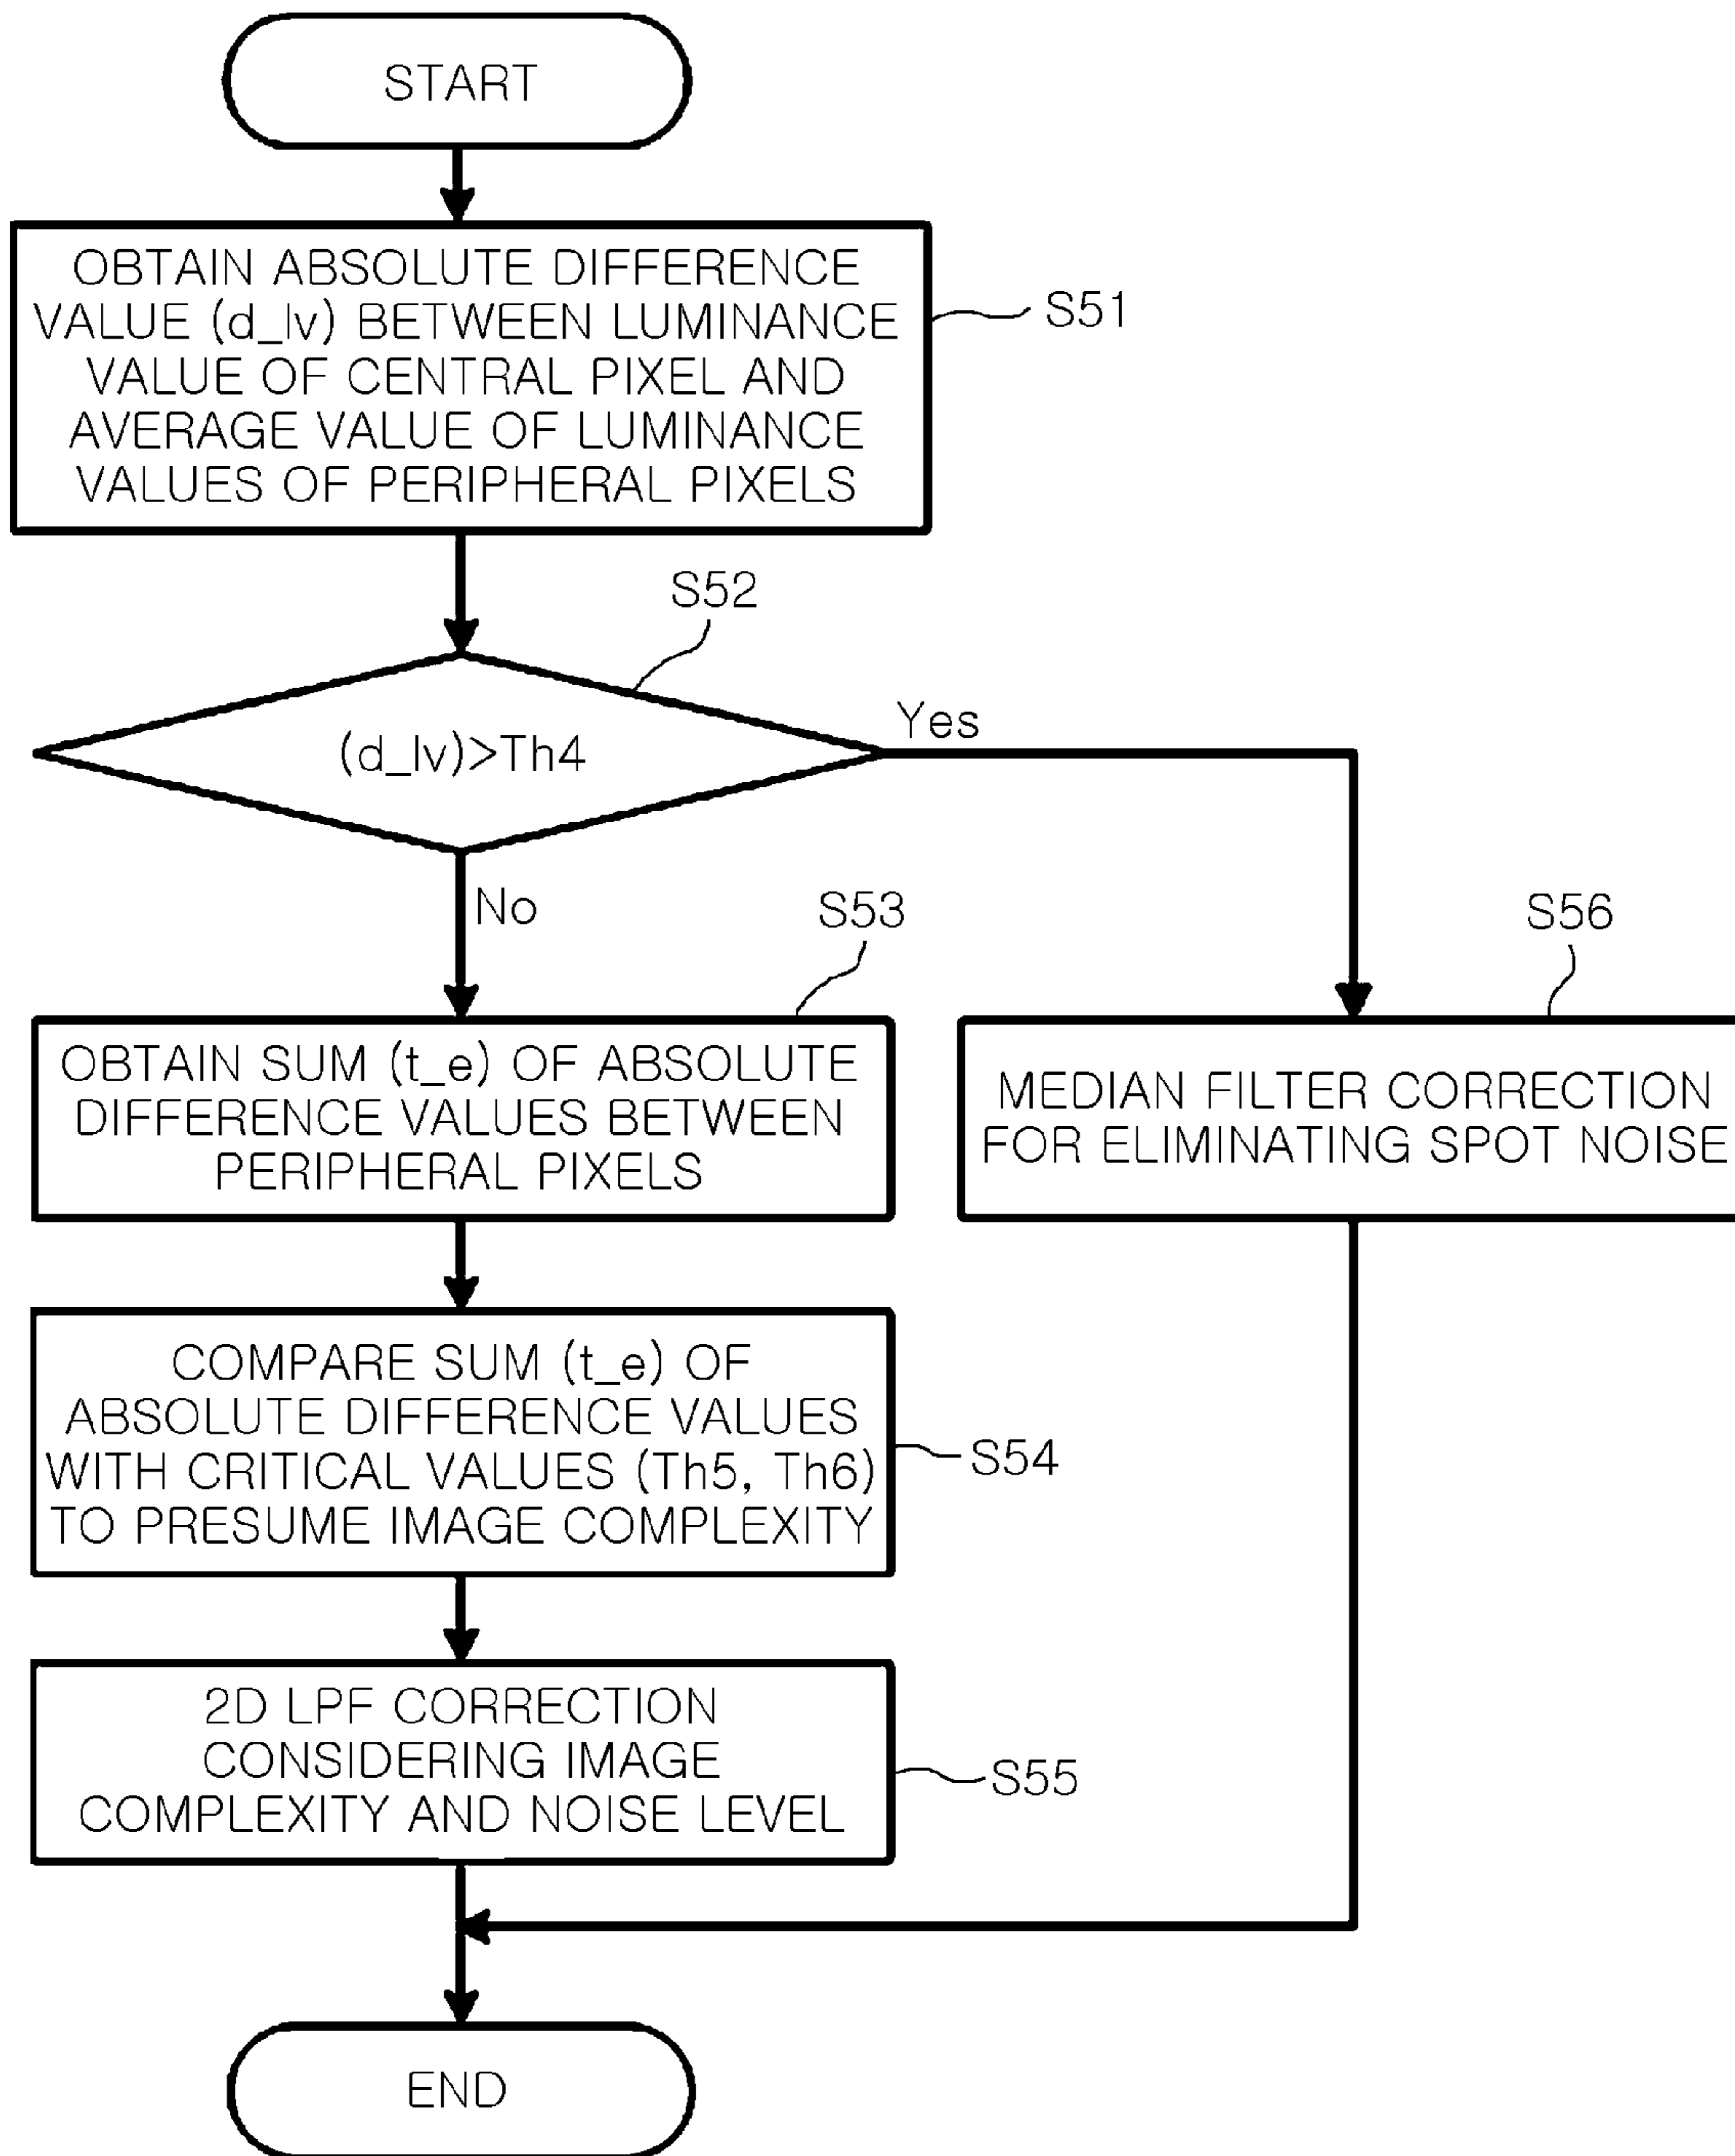 START
OBTAIN ABSOLUTE DIFFERENCE
VALUE (d_lv) BETWEEN LUMINANCE
VALUE OF CENTRAL PIXEL AND
AVERAGE VALUE OF LUMINANCE
VALUES OF PERIPHERAL PIXELS
S51
S52
(d_lv)>Th4
Yes
No
S53
OBTAIN SUM (t_e) OF ABSOLUTE
DIFFERENCE VALUES BETWEEN
PERIPHERAL PIXELS
S56
MEDIAN FILTER CORRECTION
FOR ELIMINATING SPOT NOISE
COMPARE SUM (t_e) OF
ABSOLUTE DIFFERENCE VALUES
WITH CRITICAL VALUES (Th5, Th6)
TO PRESUME IMAGE COMPLEXITY
S54
2D LPF CORRECTION
CONSIDERING IMAGE
COMPLEXITY AND NOISE LEVEL
S55
END